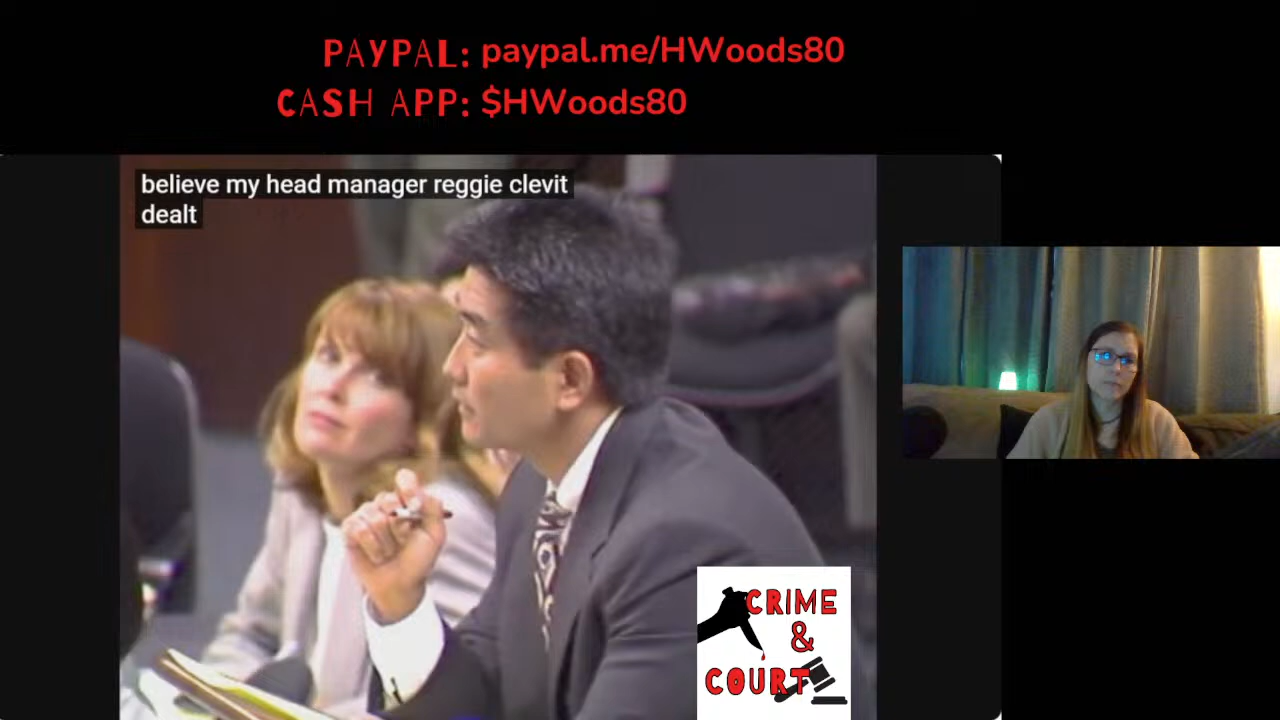 PAYPAL: paypal.me/HWoods80
CASH APP: $HWoods80
believe my head manager reggie clevit
dealt
CRIME
&
COURT